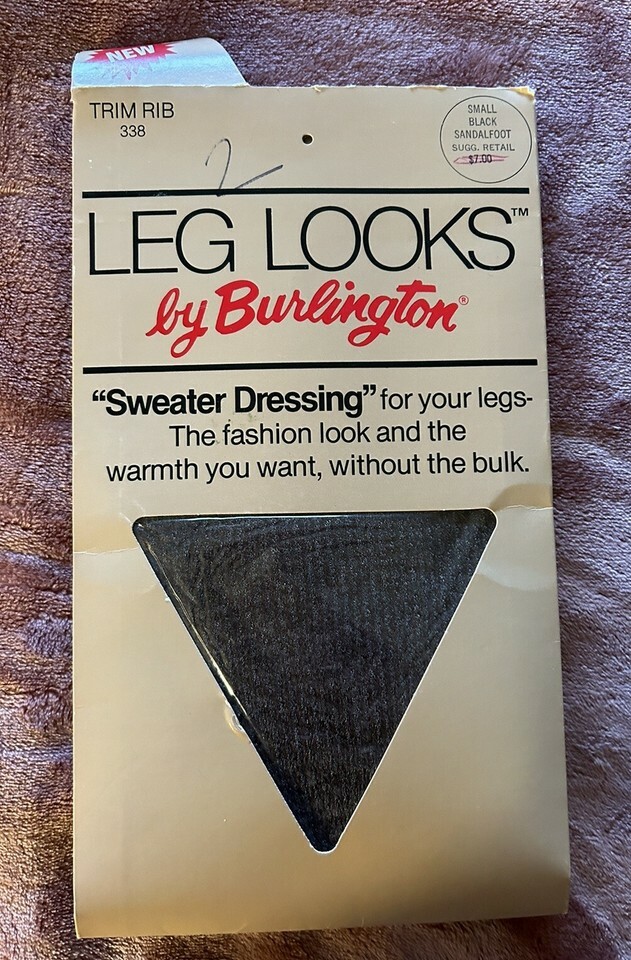 NEW
TRIM RIB
338
SMALL
BLACK
SANDALFOOT
SUGG. RETAIL
$7.00
2
LEG LOOKS™
by Burlington®
“Sweater Dressing” for your legs-
The fashion look and the
warmth you want, without the bulk.